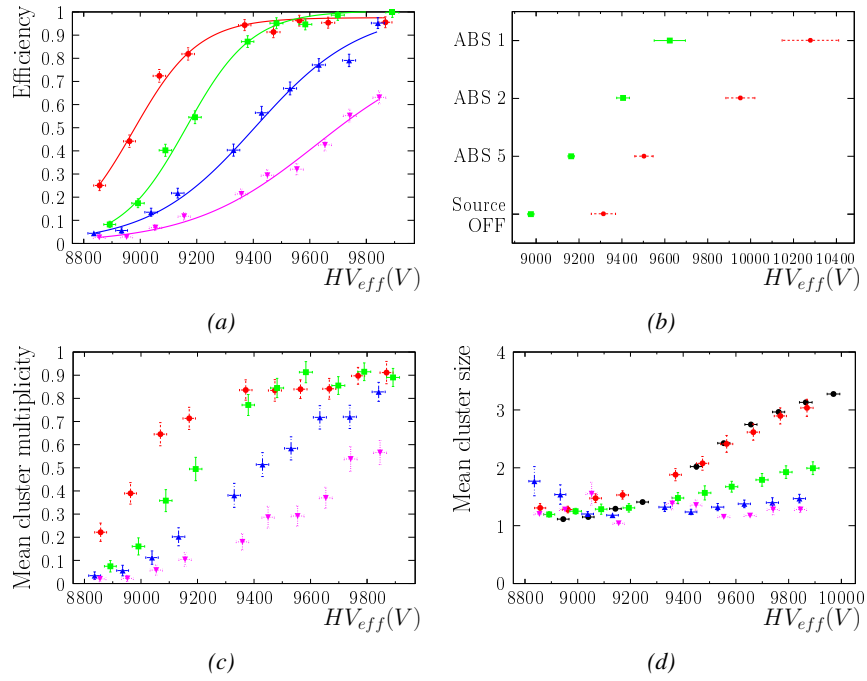 1
0.9
0.8
0.7
0.6
0.5
0.4
0.3
0.2
0.1
0
Efficiency
8800 9000 9200 9400 9600 9800
HV_eff(V)
(a)
ABS 1
ABS 2
ABS 5
Source
OFF
9000 9200 9400 9600 9800 10000 10200 10400
HV_eff(V)
(b)
1
0.9
0.8
0.7
0.6
0.5
0.4
0.3
0.2
0.1
0
Mean cluster multiplicity
8800 9000 9200 9400 9600 9800
HV_eff(V)
(c)
4
3
2
1
0
Mean cluster size
8800 9000 9200 9400 9600 9800 10000
HV_eff(V)
(d)